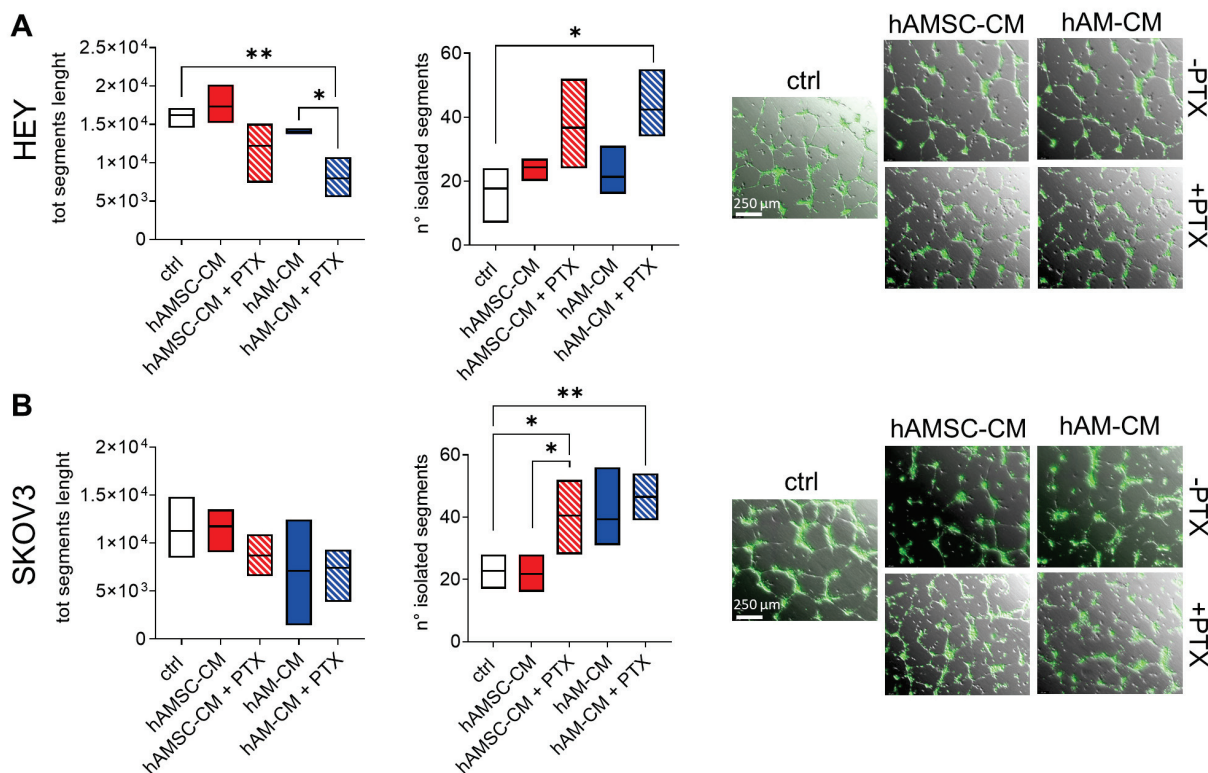 A
HEY
tot segments lenght
2.5×10⁴
2×10⁴
1.5×10⁴
1×10⁴
5×10³
0
**
*
ctrl
hAMSC-CM
hAMSC-CM + PTX
hAM-CM
hAM-CM + PTX
n° isolated segments
60
40
20
0
*
ctrl
hAMSC-CM
hAMSC-CM + PTX
hAM-CM
hAM-CM + PTX
ctrl
250 µm
hAMSC-CM
hAM-CM
-PTX
+PTX
B
SKOV3
tot segments lenght
2×10⁴
1.5×10⁴
1×10⁴
5×10³
0
ctrl
hAMSC-CM
hAMSC-CM + PTX
hAM-CM
hAM-CM + PTX
n° isolated segments
60
40
20
0
**
*
*
ctrl
hAMSC-CM
hAMSC-CM + PTX
hAM-CM
hAM-CM + PTX
ctrl
250 µm
hAMSC-CM
hAM-CM
-PTX
+PTX